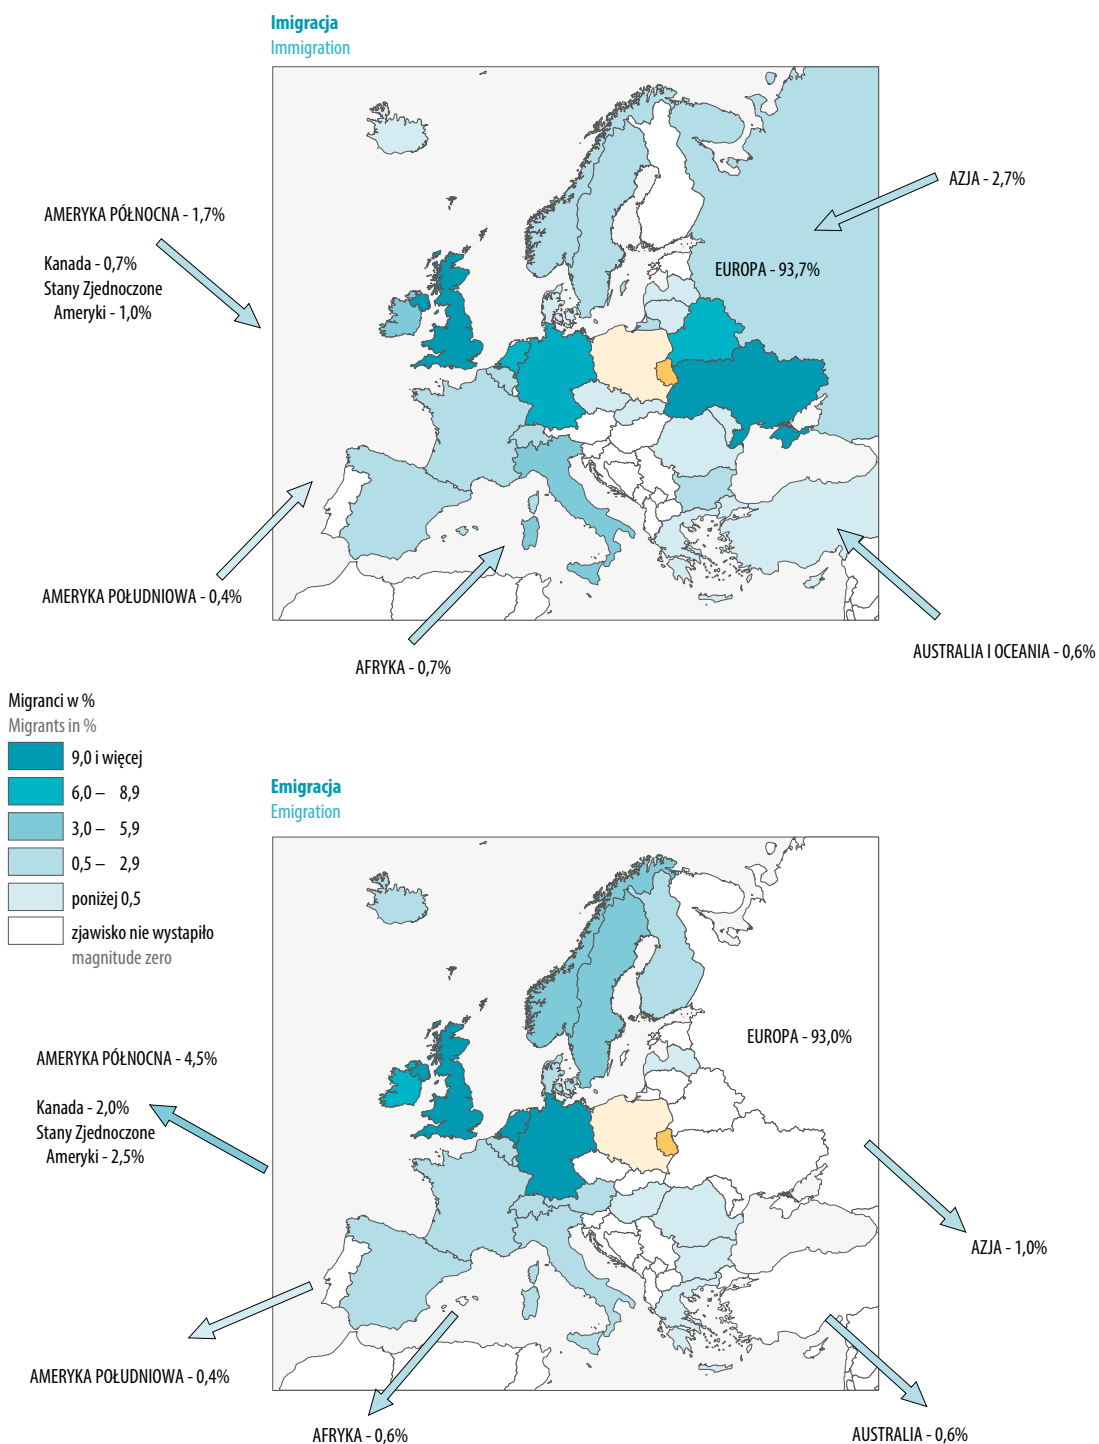 Imigracja
Immigration
AZJA - 2,7%
AMERYKA PÓŁNOCNA - 1,7%
Kanada - 0,7%
Stany Zjednoczone
Ameryki - 1,0%
EUROPA - 93,7%
AMERYKA POŁUDNIOWA - 0,4%
AFRYKA - 0,7%
AUSTRALIA I OCEANIA - 0,6%
Migranci w %
Migrants in %
9,0 i więcej
6,0 – 8,9
3,0 – 5,9
0,5 – 2,9
poniżej 0,5
zjawisko nie wystapiło
magnitude zero
Emigracja
Emigration
EUROPA - 93,0%
AMERYKA PÓŁNOCNA - 4,5%
Kanada - 2,0%
Stany Zjednoczone
Ameryki - 2,5%
AZJA - 1,0%
AMERYKA POŁUDNIOWA - 0,4%
AFRYKA - 0,6%
AUSTRALIA - 0,6%